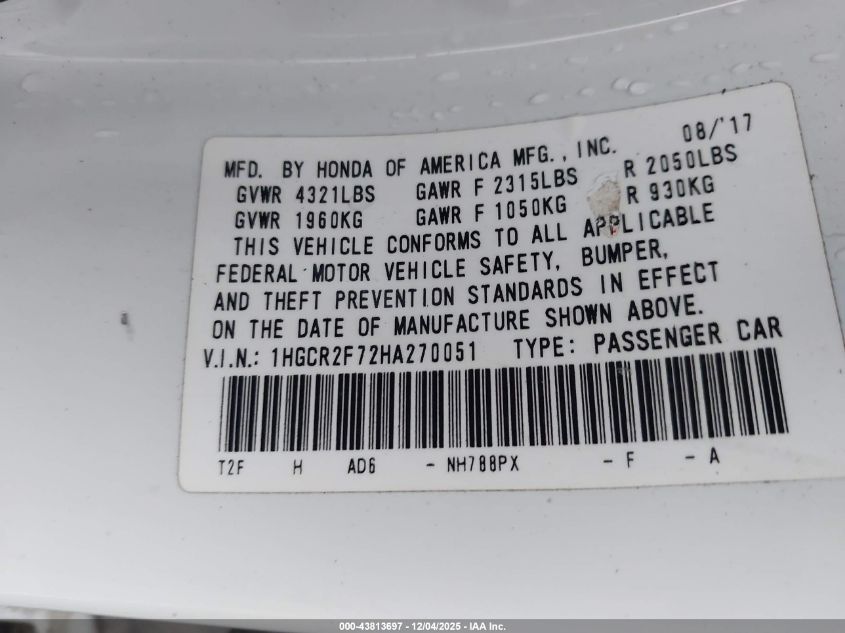 MFD. BY HONDA OF AMERICA MFG., INC. 08/'17
GVWR 4321LBS GAWR F 2315LBS R 2050LBS
GVWR 1960KG GAWR F 1050KG R 930KG
THIS VEHICLE CONFORMS TO ALL APPLICABLE
FEDERAL MOTOR VEHICLE SAFETY, BUMPER,
AND THEFT PREVENTION STANDARDS IN EFFECT
ON THE DATE OF MANUFACTURE SHOWN ABOVE.
V.I.N.: 1HGCR2F72HA270051 TYPE: PASSENGER CAR
T2F H AD6 - NH788PX - F - A
000-43813697 - 12/04/2025 - IAA Inc.